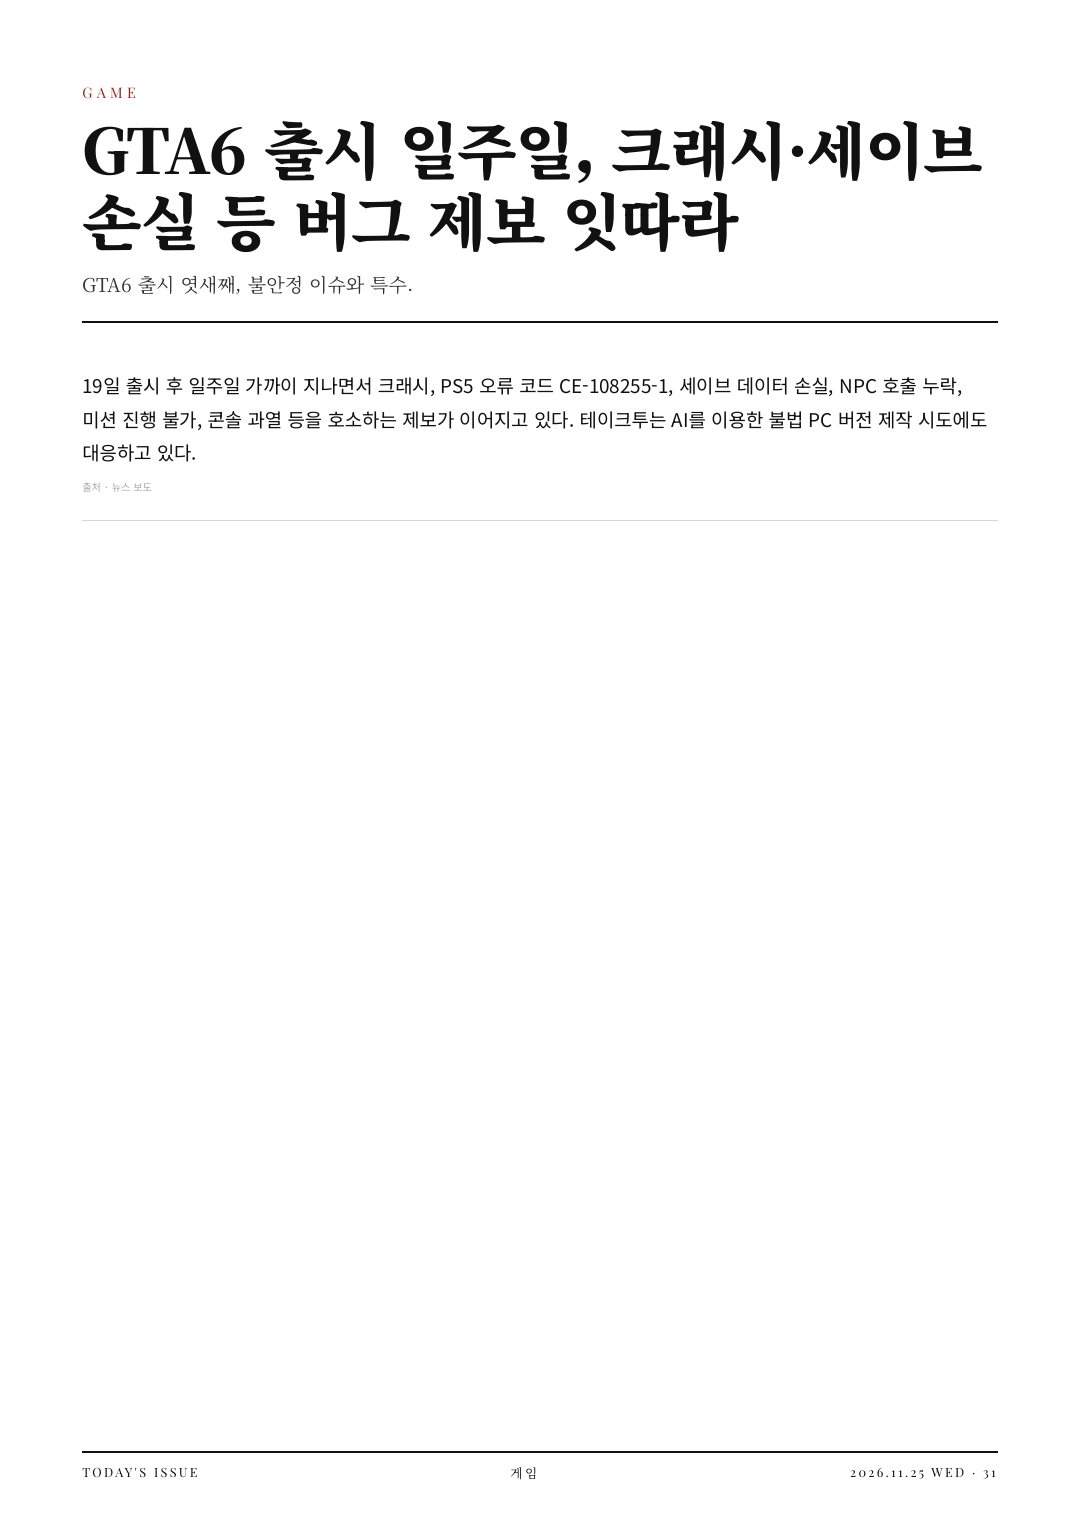 GAME
GTA6 출시 일주일, 크래시·세이브
손실 등 버그 제보 잇따라
GTA6 출시 엿새째, 불안정 이슈와 특수.
19일 출시 후 일주일 가까이 지나면서 크래시, PS5 오류 코드 CE-108255-1, 세이브 데이터 손실, NPC 호출 누락,
미션 진행 불가, 콘솔 과열 등을 호소하는 제보가 이어지고 있다. 테이크투는 AI를 이용한 불법 PC 버전 제작 시도에도
대응하고 있다.
출처 · 뉴스 보도
TODAY'S ISSUE
게임
2026.11.25 WED · 31